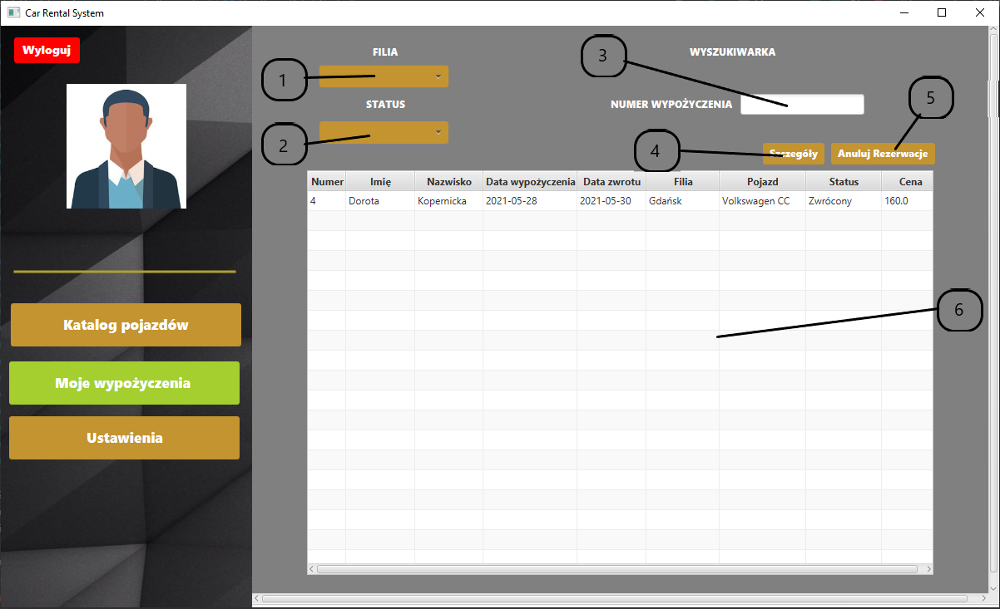 Car Rental System
Wyloguj
FILIA
WYSZUKIWARKA
3
1
5
STATUS
NUMER WYPOŻYCZENIA
2
4
Szczegóły
Anuluj Rezerwacje
Numer Imię Nazwisko Data wypożyczenia Data zwrotu Filia Pojazd Status Cena
4 Dorota Kopernicka 2021-05-28 2021-05-30 Gdańsk Volkswagen CC Zwrócony 160.0
6
Katalog pojazdów
Moje wypożyczenia
Ustawienia